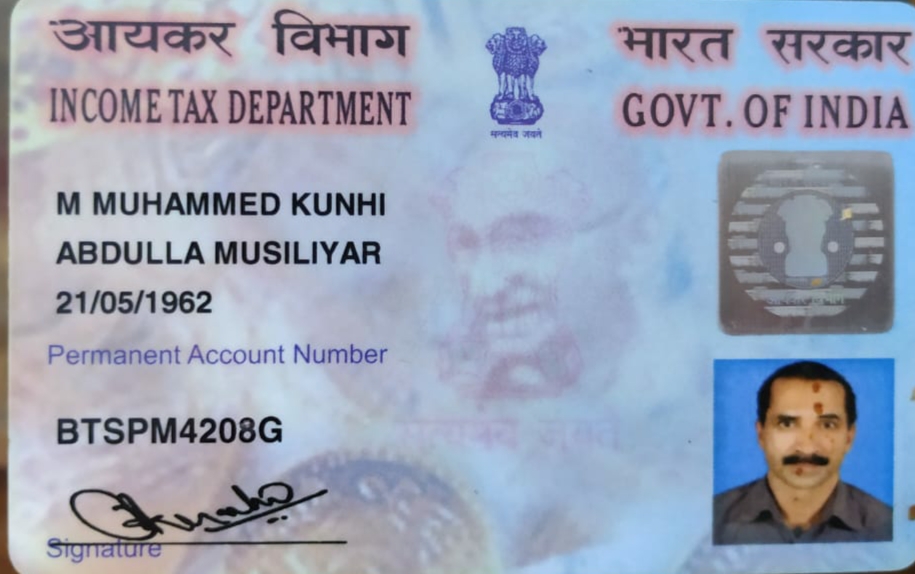 आयकर विभाग
INCOME TAX DEPARTMENT
सत्यमेव जयते
भारत सरकार
GOVT. OF INDIA
M MUHAMMED KUNHI
ABDULLA MUSILIYAR
21/05/1962
Permanent Account Number
BTSPM4208G
Signature